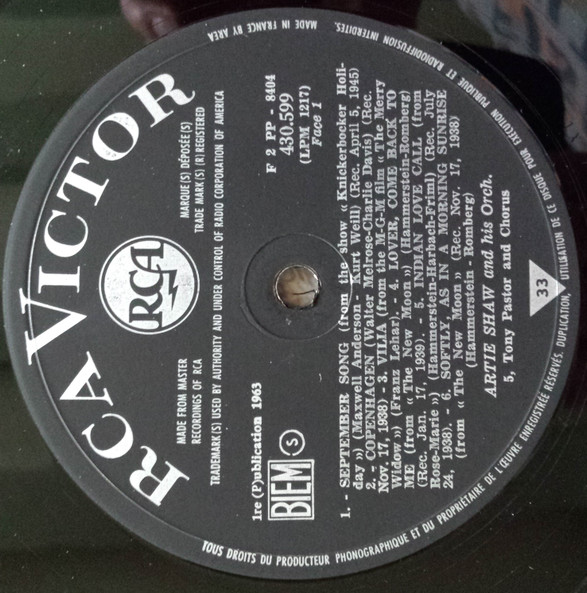 RCA VICTOR
RCA
MADE FROM MASTER
RECORDINGS OF RCA
MARQUE(S) DÉPOSÉE(S)
TRADE MARK(S) (R) REGISTERED
TRADEMARK(S) USED BY AUTHORITY AND UNDER CONTROL OF RADIO CORPORATION OF AMERICA
1re (P)ublication 1963
BIEM
S
F 2 PP - 8404
430.599
(LPM 1217)
Face 1
1. - SEPTEMBER SONG (from the show « Knickerbocker Holi-
day ») (Maxwell Anderson - Kurt Weill) (Rec. April 5, 1945)
2. - COPENHAGEN (Walter Melrose-Charlie Davis) (Rec.
Nov. 17, 1938) - 3. VILIA (from the M-G-M Film « The Merry
Widow ») (Franz Lehar). - 4. LOVER, COME BACK TO
ME (from « The New Moon ») (Hammerstein-Romberg)
(Rec. Jan. 17, 1939). - 5. INDIAN LOVE CALL (from
Rose-Marie ») (Hammerstein-Harbach-Friml) (Rec. July
24, 1938) - 6. SOFTLY, AS IN A MORNING SUNRISE
(from « The New Moon » (Rec. Nov. 17, 1938)
(Hammerstein - Romberg)
ARTIE SHAW and his Orch.
5, Tony Pastor and Chorus
33
TOUS DROITS DU PRODUCTEUR PHONOGRAPHIQUE ET DU PROPRIÉTAIRE DE L'ŒUVRE ENREGISTRÉE RÉSERVÉS. DUPLICATION, UTILISATION DE CE DISQUE POUR EXÉCUTION PUBLIQUE ET RADIODIFFUSION INTERDITES.
MADE IN FRANCE BY AREA